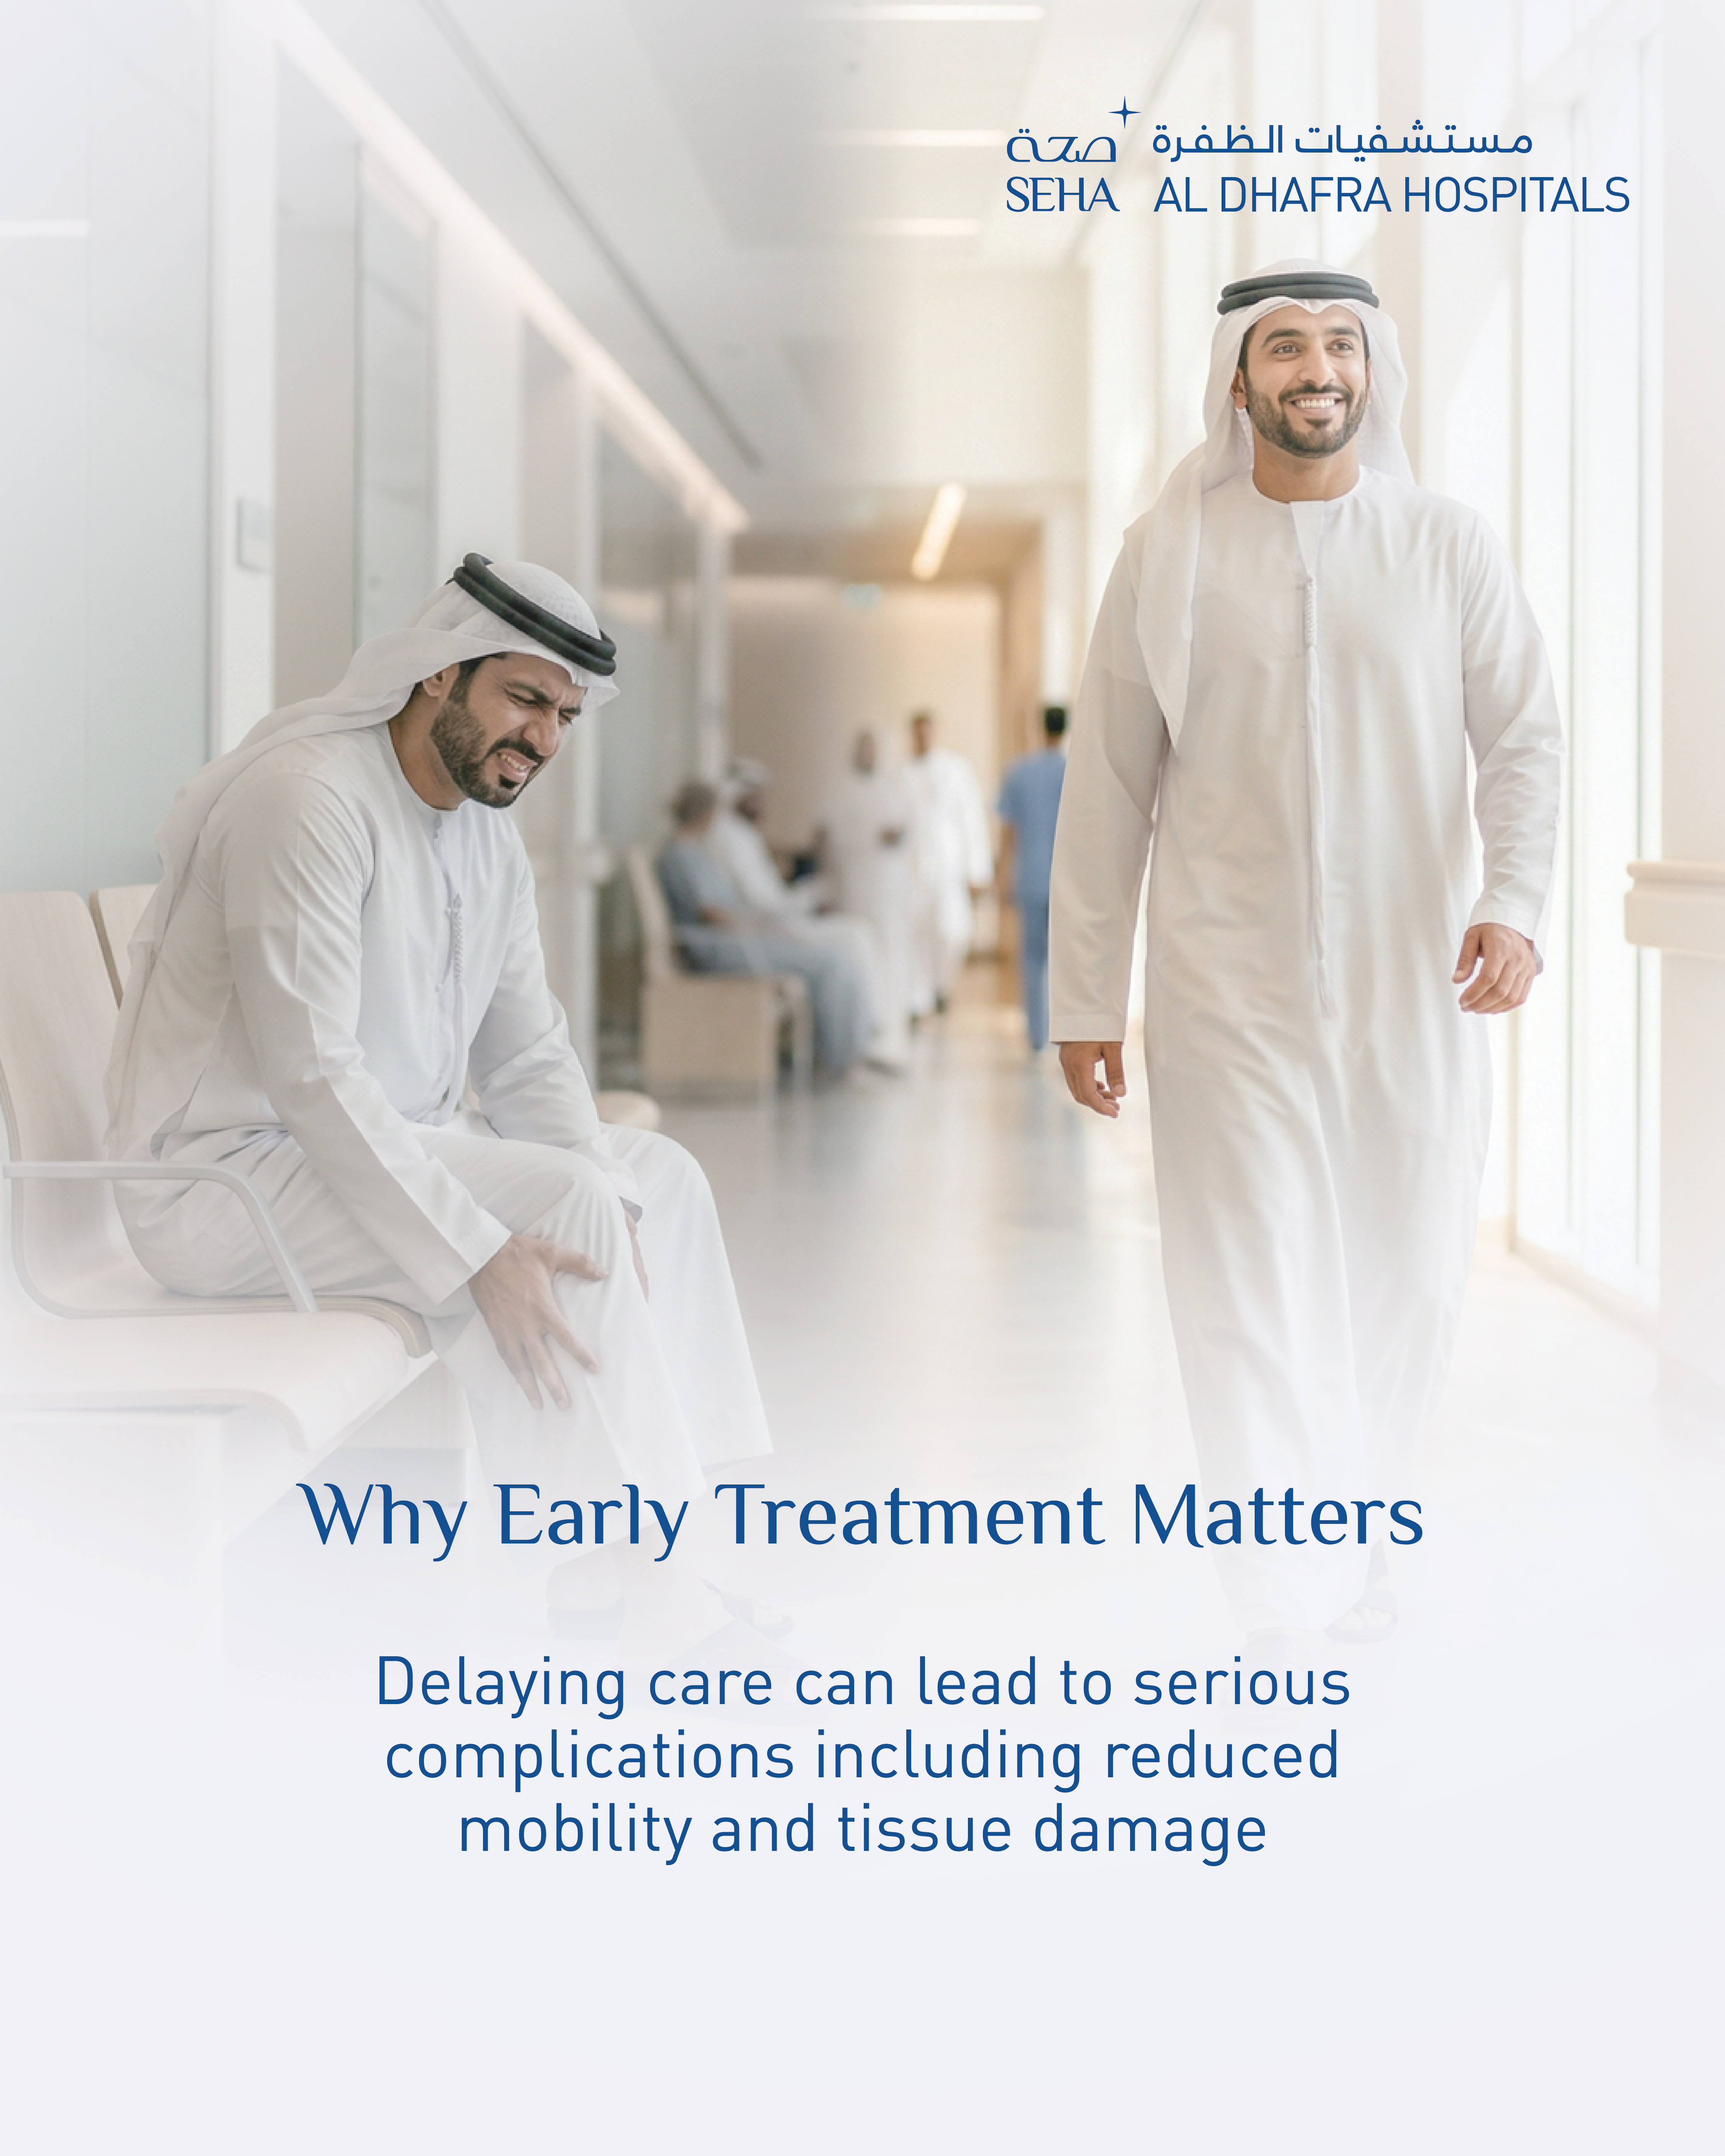 صحة
SEHA
مستشفيات الظفرة
AL DHAFRA HOSPITALS
Why Early Treatment Matters
Delaying care can lead to serious
complications including reduced
mobility and tissue damage